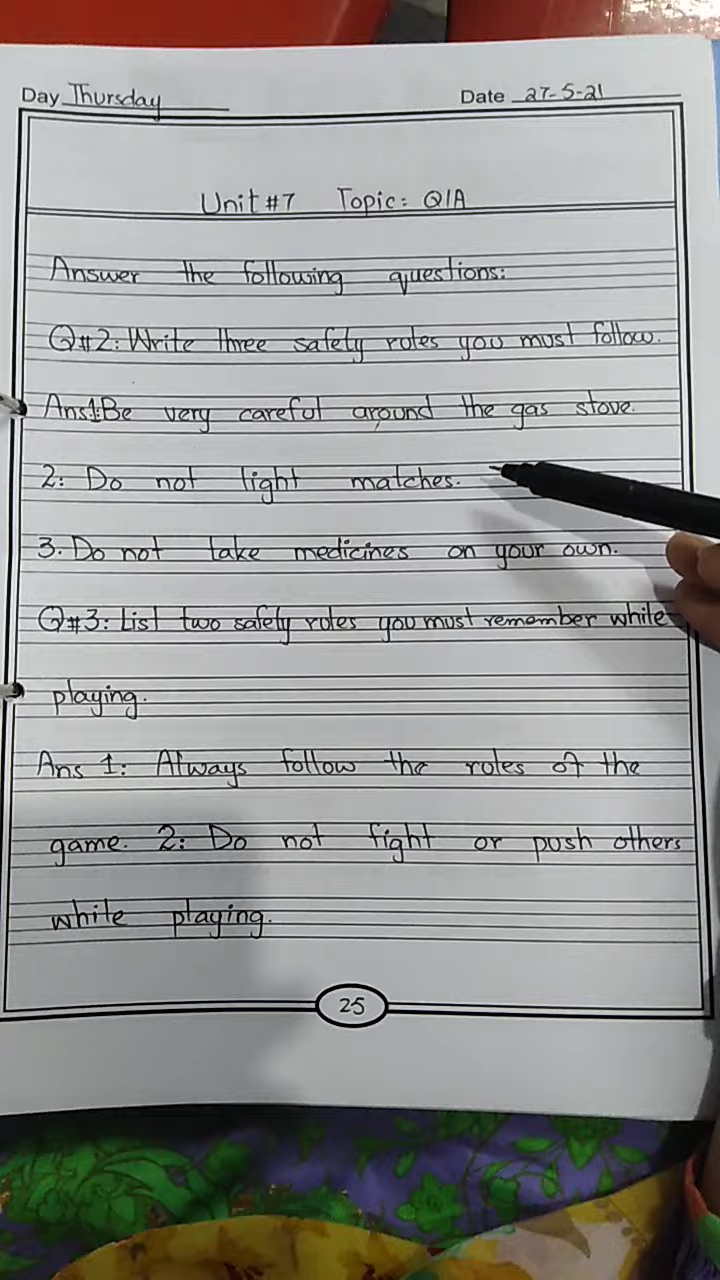 Day Thursday Date 27-5-21
Unit #7 Topic: Q/A
Answer the following questions:
Q#2: Write three safety rules you must follow.
Ans1: Be very careful around the gas stove.
2: Do not light matches.
3. Do not take medicines on your own.
Q#3: List two safety rules you must remember while
playing.
Ans 1: Always follow the rules of the
game. 2: Do not fight or push others
while playing.
25